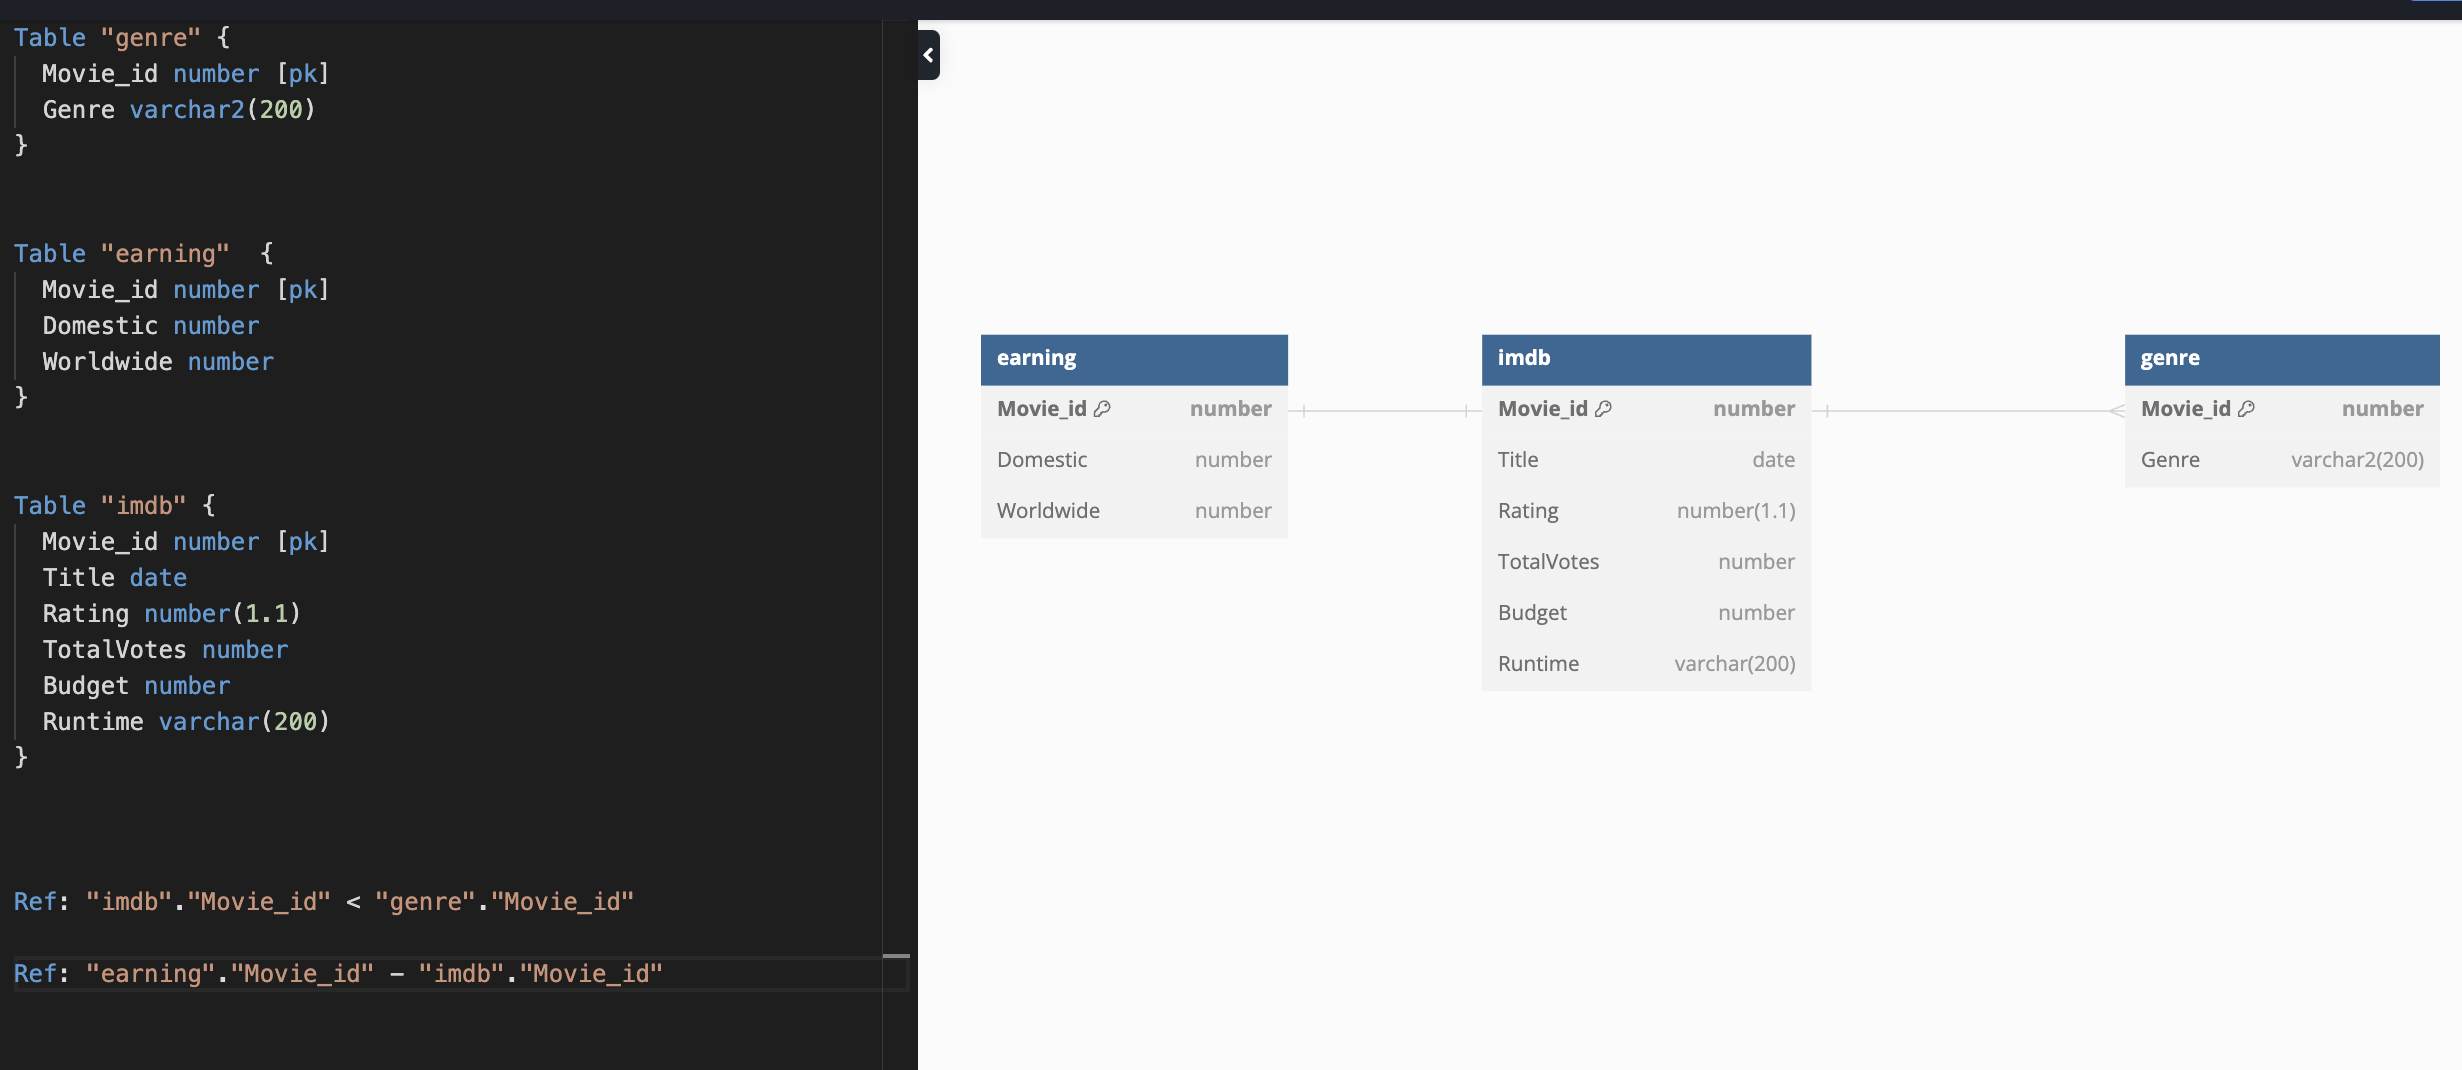 Table "genre" {
  Movie_id number [pk]
  Genre varchar2(200)
}
Table "earning"  {
  Movie_id number [pk]
  Domestic number
  Worldwide number
}
Table "imdb" {
  Movie_id number [pk]
  Title date
  Rating number(1.1)
  TotalVotes number
  Budget number
  Runtime varchar(200)
}
Ref: "imdb"."Movie_id" < "genre"."Movie_id"
Ref: "earning"."Movie_id" - "imdb"."Movie_id"
earning
Movie_id number
Domestic number
Worldwide number
imdb
Movie_id number
Title date
Rating number(1.1)
TotalVotes number
Budget number
Runtime varchar(200)
genre
Movie_id number
Genre varchar2(200)